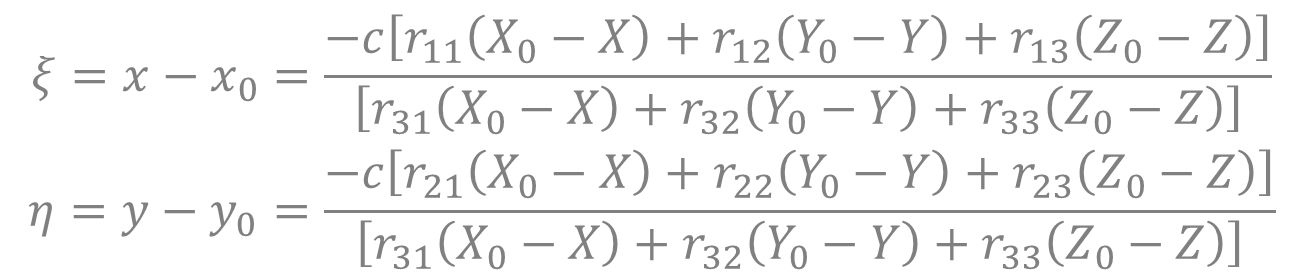 ξ = x − x₀ = −c[r₁₁(X₀ − X) + r₁₂(Y₀ − Y) + r₁₃(Z₀ − Z)] / [r₃₁(X₀ − X) + r₃₂(Y₀ − Y) + r₃₃(Z₀ − Z)]
η = y − y₀ = −c[r₂₁(X₀ − X) + r₂₂(Y₀ − Y) + r₂₃(Z₀ − Z)] / [r₃₁(X₀ − X) + r₃₂(Y₀ − Y) + r₃₃(Z₀ − Z)]